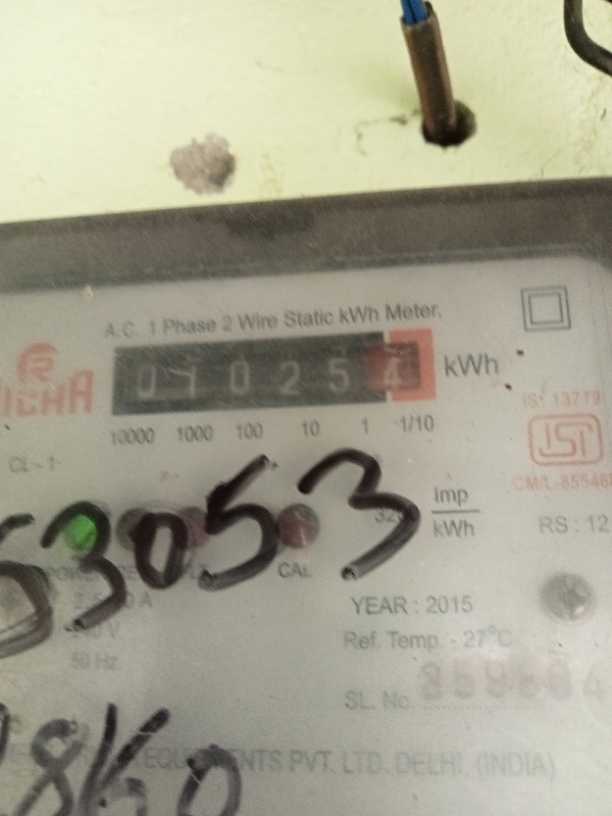 A.C. 1 Phase 2 Wire Static kWh Meter.
0 1 0 2 5 4 kWh
10000 1000 100 10 1 1/10
IS: 13779
CL - 1
CM/L-85546
53053
Imp
kWh
RS : 12
CAL
YEAR : 2015
Ref. Temp. - 27°C
50 Hz
SL. No.
EQUIPMENTS PVT. LTD. DELHI, (INDIA)